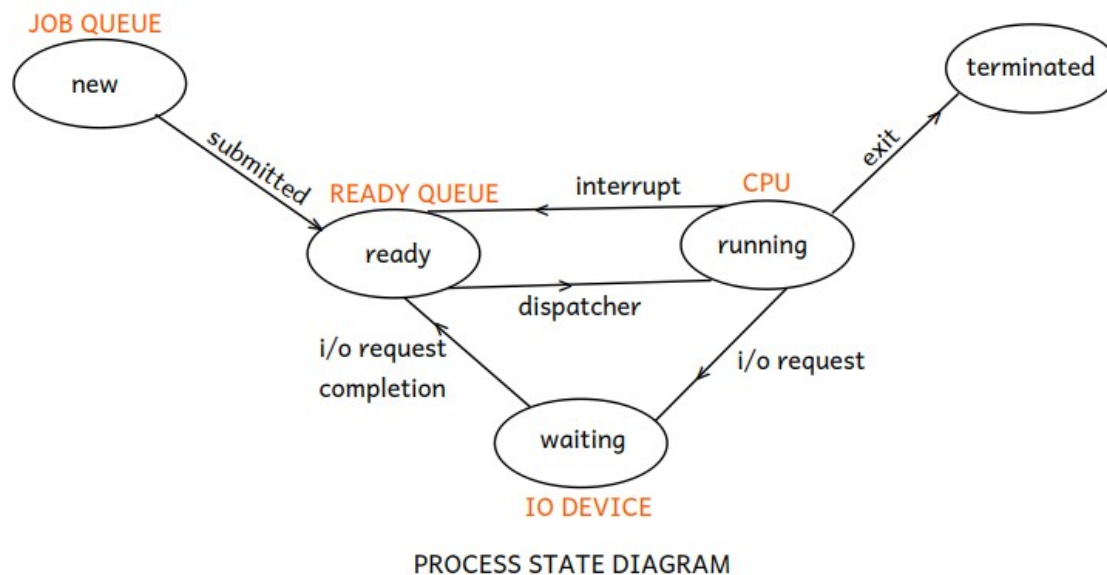 JOB QUEUE
new
terminated
submitted
exit
READY QUEUE
interrupt
CPU
ready
running
dispatcher
i/o request
completion
i/o request
waiting
IO DEVICE
PROCESS STATE DIAGRAM